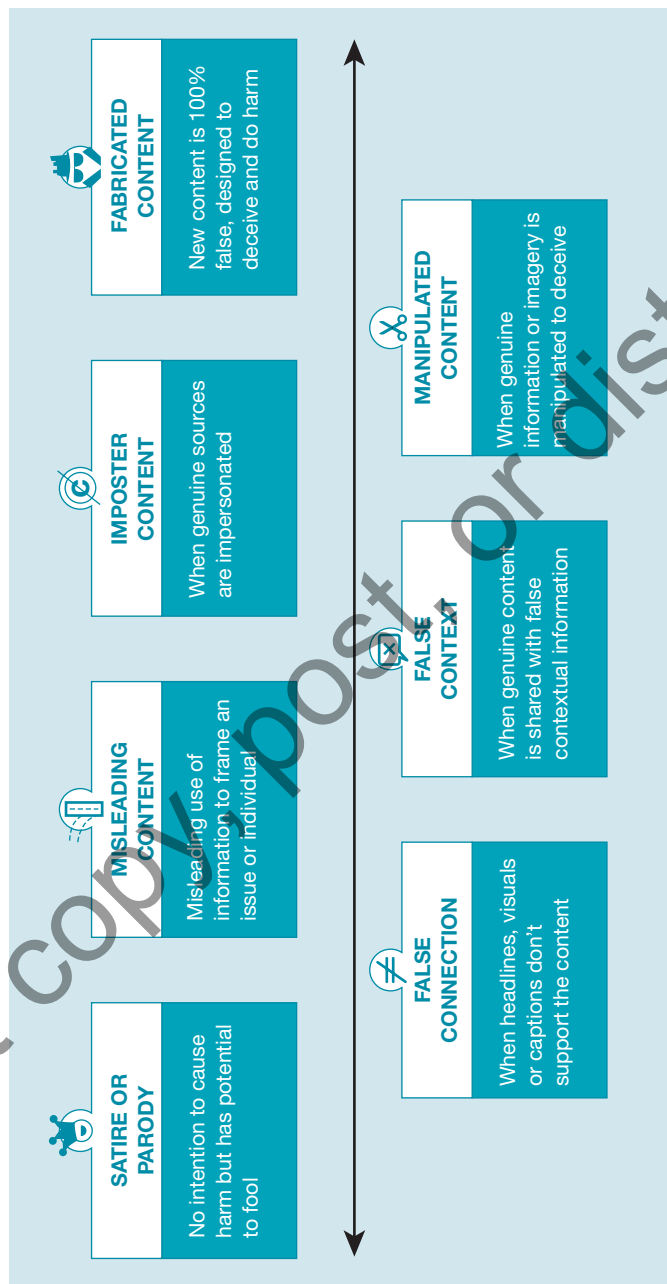 SATIRE OR
PARODY
No intention to cause
harm but has potential
to fool
MISLEADING
CONTENT
Misleading use of
information to frame an
issue or individual
IMPOSTER
CONTENT
When genuine sources
are impersonated
FABRICATED
CONTENT
New content is 100%
false, designed to
deceive and do harm
FALSE
CONNECTION
When headlines, visuals
or captions don’t
support the content
FALSE
CONTEXT
When genuine content
is shared with false
contextual information
MANIPULATED
CONTENT
When genuine
information or imagery is
manipulated to deceive
C
copy, post, or